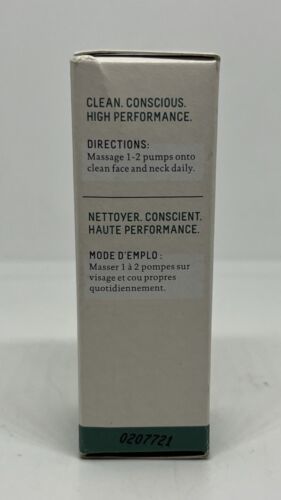 CLEAN. CONSCIOUS.
HIGH PERFORMANCE.
DIRECTIONS:
Massage 1-2 pumps onto
clean face and neck daily.
NETTOYER. CONSCIENT.
HAUTE PERFORMANCE.
MODE D'EMPLO :
Masser 1 à 2 pompes sur
visage et cou propres
quotidiennement.
0207721